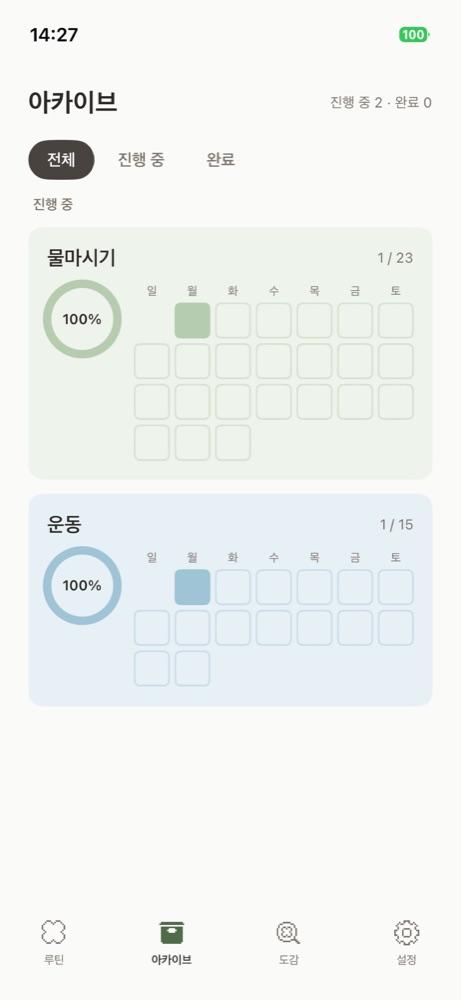 14:27
100
아카이브
진행 중 2 · 완료 0
전체 진행 중 완료
진행 중
물마시기
1 / 23
일 월 화 수 목 금 토
100%
운동
1 / 15
일 월 화 수 목 금 토
100%
루틴 아카이브 도감 설정